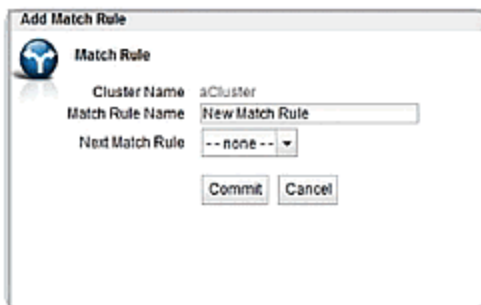 Add Match Rule
Match Rule
Cluster Name aCluster
Match Rule Name New Match Rule
Next Match Rule -- none --
Commit Cancel